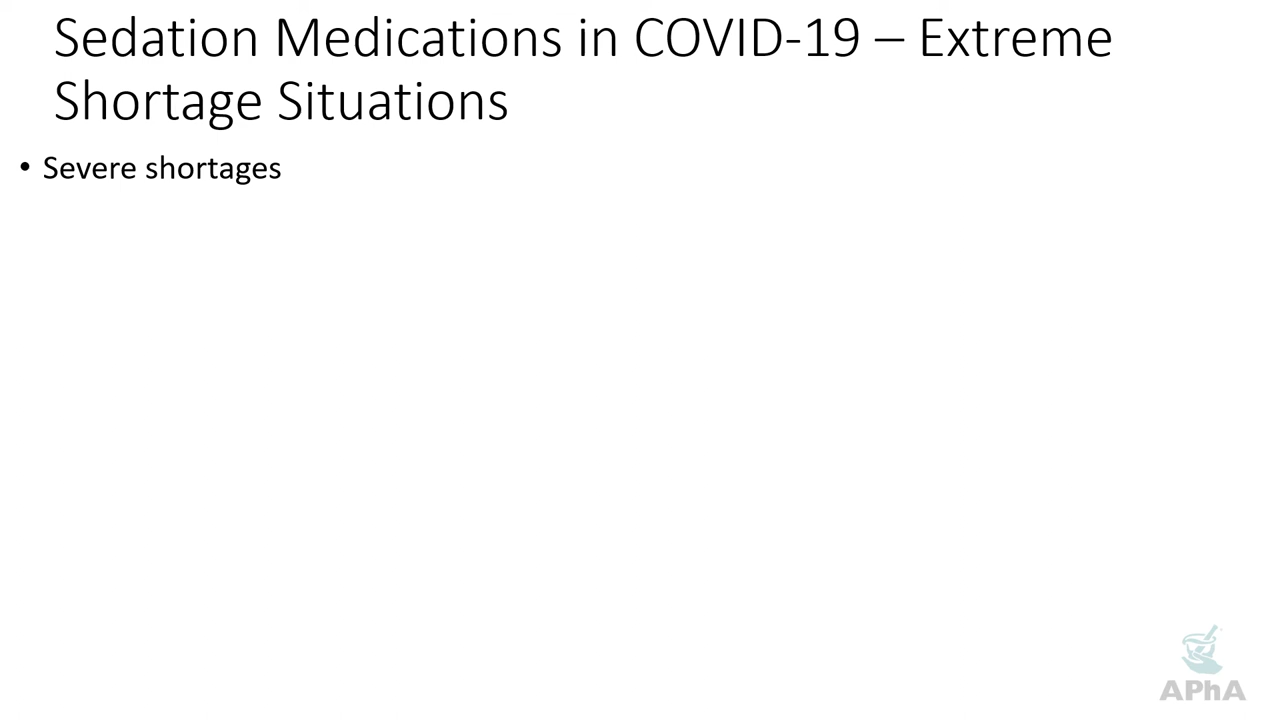 Sedation Medications in COVID-19 – Extreme
Shortage Situations
• Severe shortages
APhA